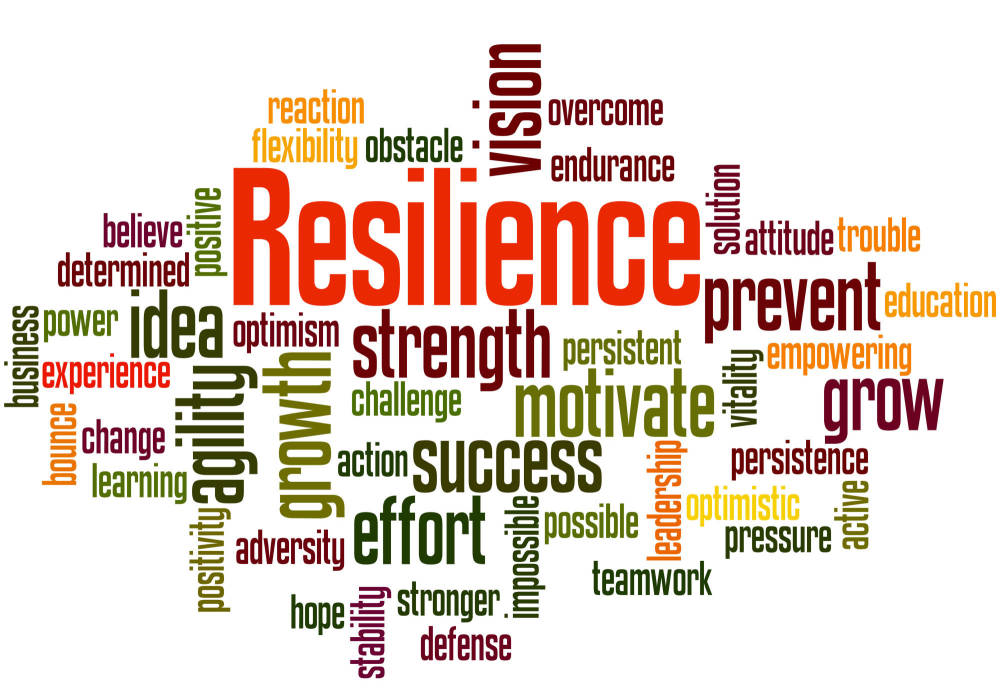 vision
reaction
overcome
flexibility
obstacle
endurance
Resilience
solution
positive
believe
attitude
trouble
determined
prevent
education
idea
power
business
optimism
strength
persistent
empowering
experience
vitality
growth
agility
challenge
motivate
grow
bounce
change
action
success
leadership
persistence
learning
optimistic
active
effort
impossible
possible
positivity
adversity
pressure
teamwork
hope
stability
stronger
defense